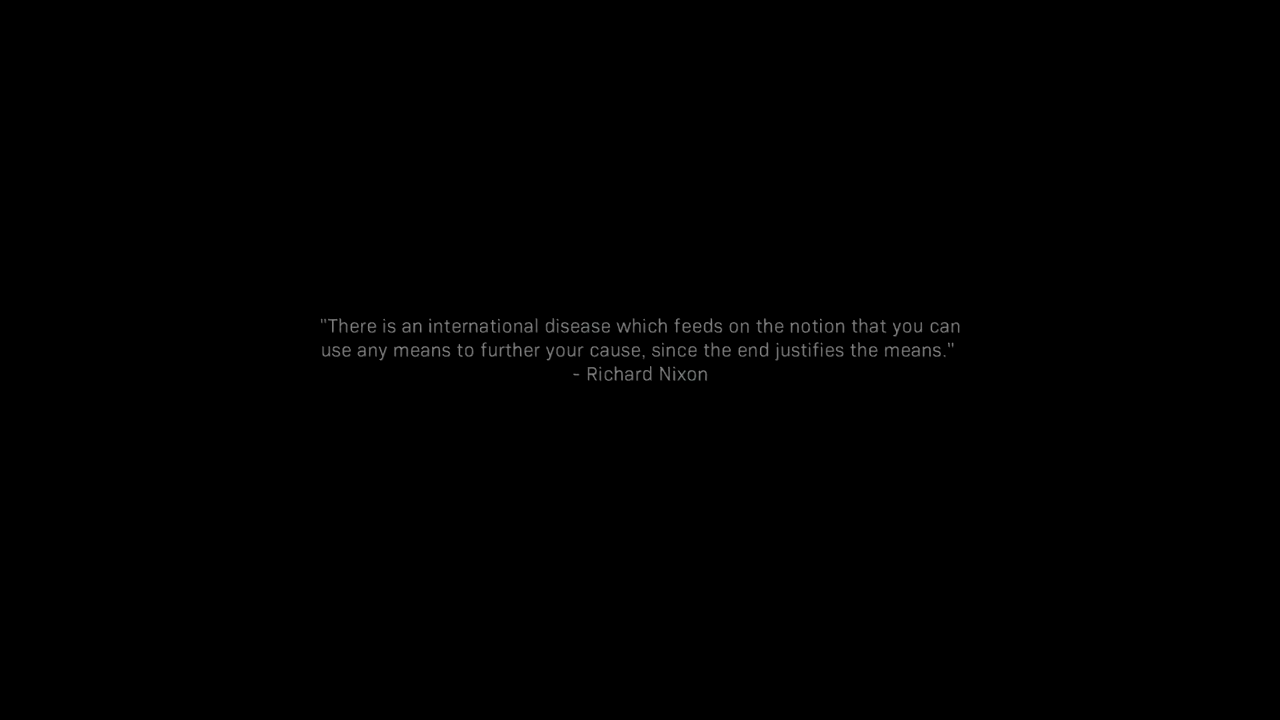 "There is an international disease which feeds on the notion that you can
use any means to further your cause, since the end justifies the means."
- Richard Nixon